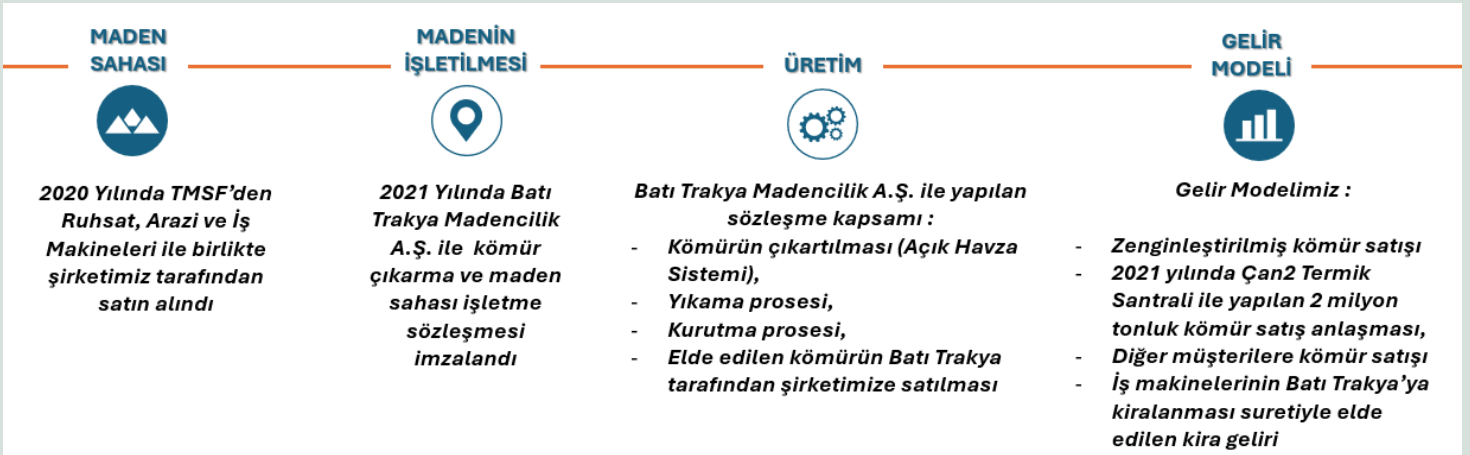 MADEN
SAHASI
2020 Yılında TMSF’den
Ruhsat, Arazi ve İş
Makineleri ile birlikte
şirketimiz tarafından
satın alındı
MADENİN
İŞLETİLMESİ
2021 Yılında Batı
Trakya Madencilik
A.Ş. ile kömür
çıkarma ve maden
sahası işletme
sözleşmesi
imzalandı
ÜRETİM
Batı Trakya Madencilik A.Ş. ile yapılan
sözleşme kapsamı :
- Kömürün çıkartılması (Açık Havza
Sistemi),
- Yıkama prosesi,
- Kurutma prosesi,
- Elde edilen kömürün Batı Trakya
tarafından şirketimize satılması
GELİR
MODELİ
Gelir Modelimiz :
- Zenginleştirilmiş kömür satışı
- 2021 yılında Çan2 Termik
Santrali ile yapılan 2 milyon
tonluk kömür satış anlaşması,
- Diğer müşterilere kömür satışı
- İş makinelerinin Batı Trakya’ya
kiralanması suretiyle elde
edilen kira geliri